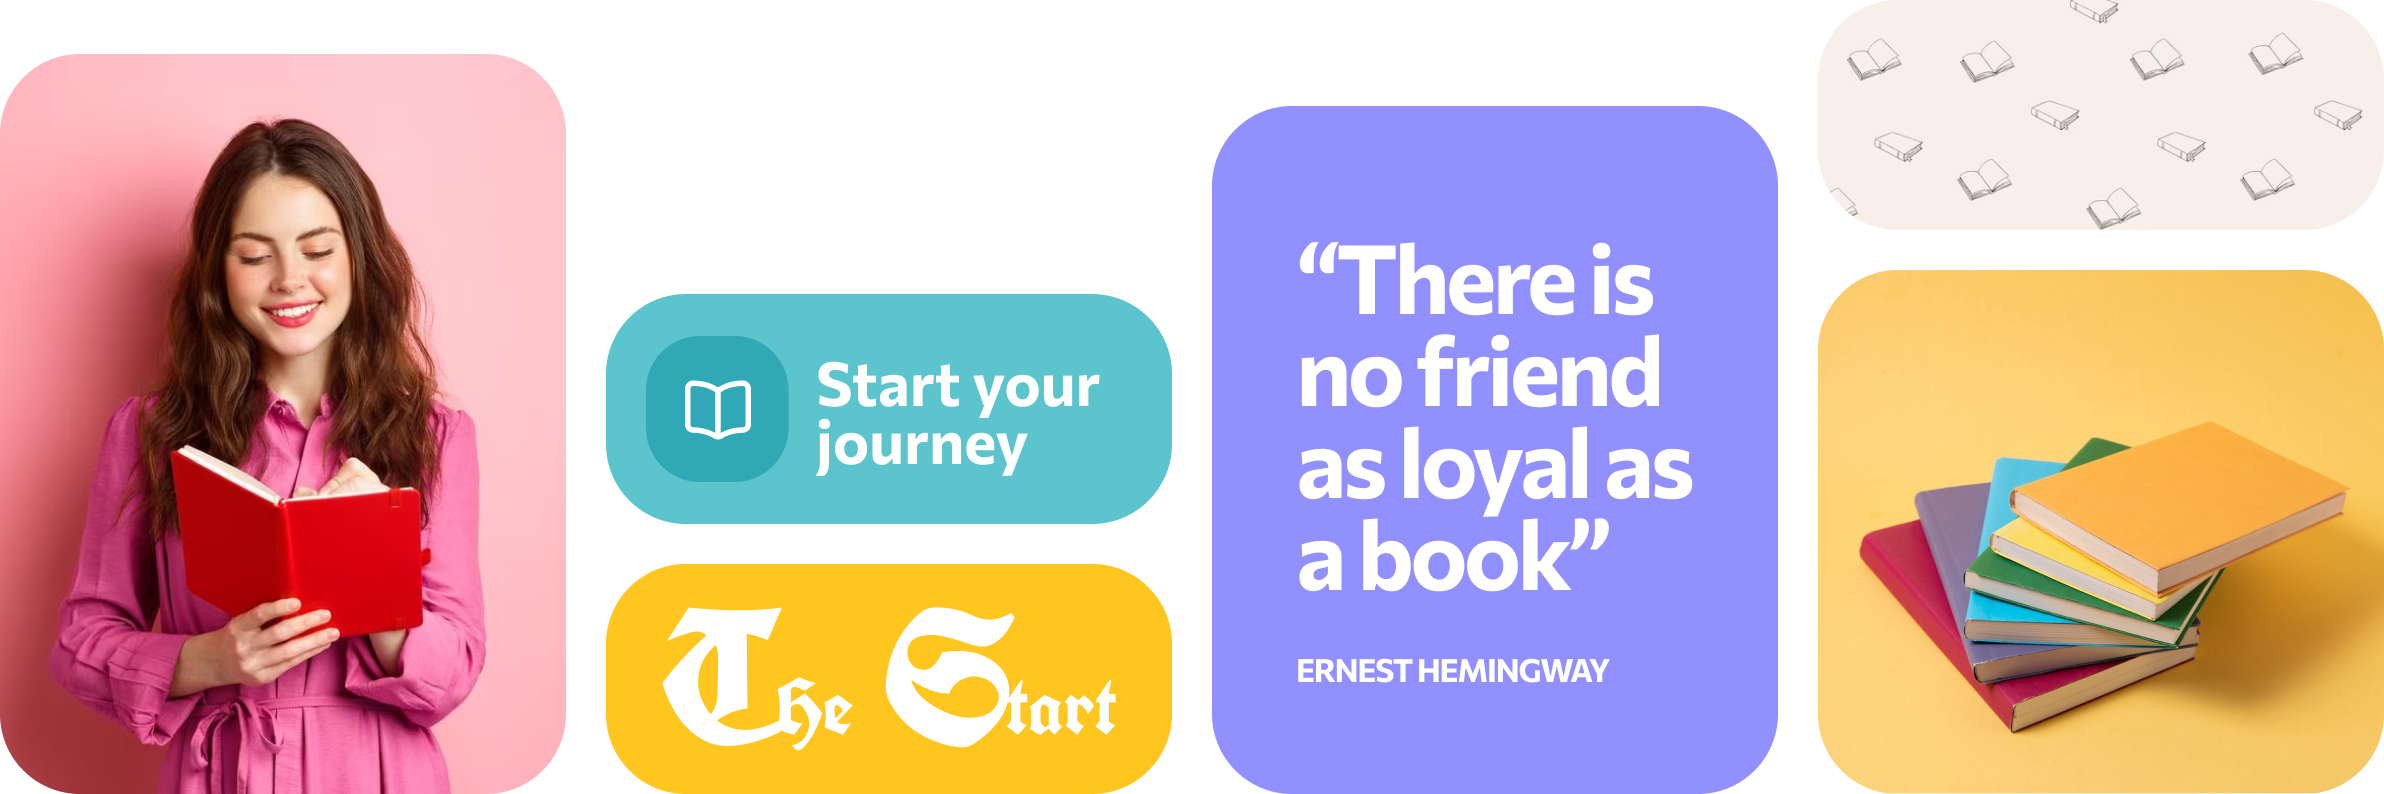 Start your
journey
The Start
“There is
no friend
as loyal as
a book”
ERNEST HEMINGWAY